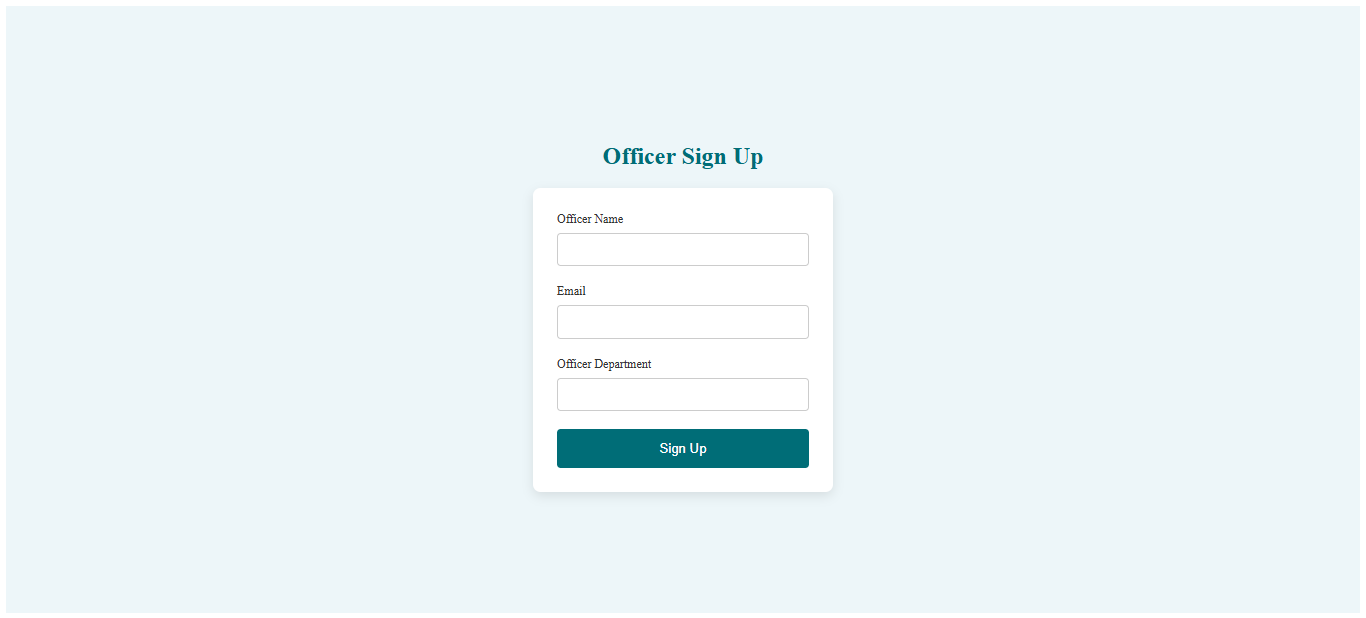 Officer Sign Up
Officer Name
Email
Officer Department
Sign Up